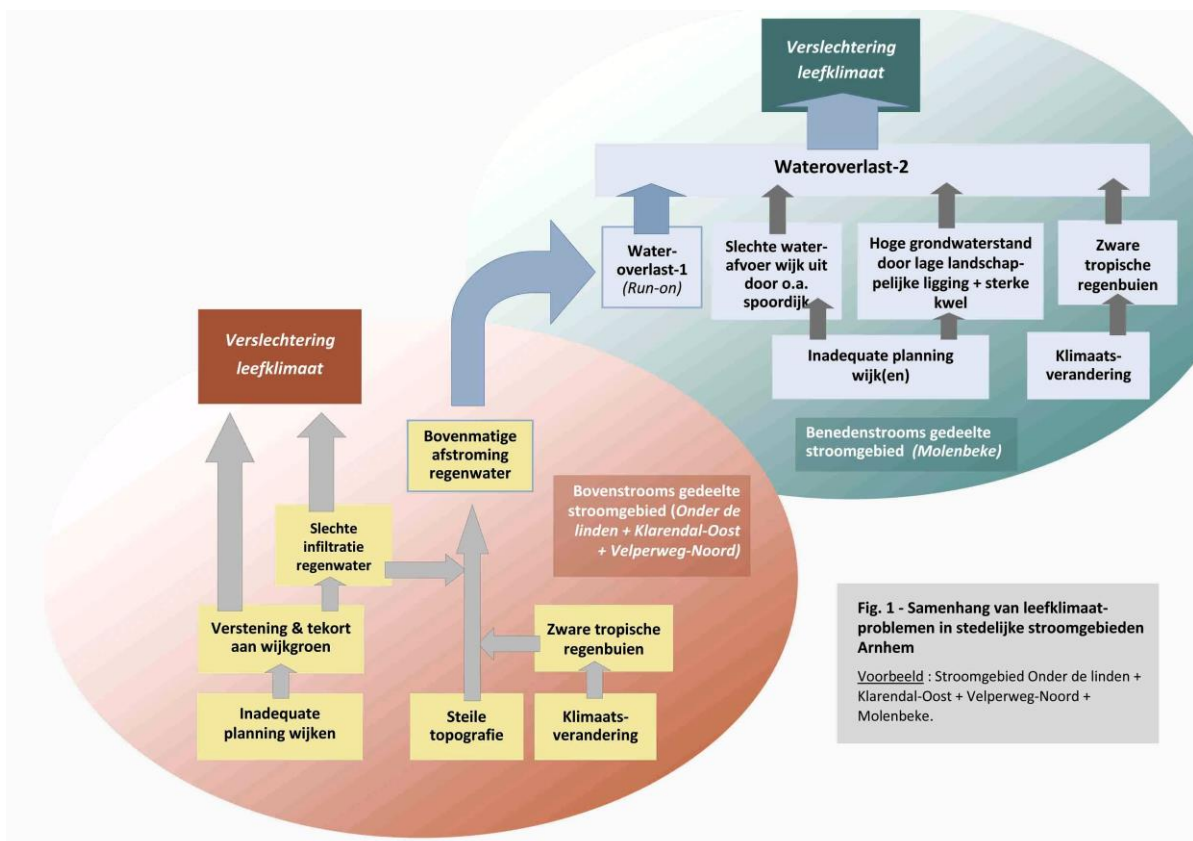 Verslechtering
leefklimaat
Wateroverlast-2
Water-
overlast-1
(Run-on)
Slechte water-
afvoer wijk uit
door o.a.
spoordijk
Hoge grondwaterstand
door lage landschap-
pelijke ligging + sterke
kwel
Zware
tropische
regenbuien
Inadequate planning
wijk(en)
Klimaats-
verandering
Benedenstrooms gedeelte
stroomgebied (Molenbeke)
Verslechtering
leefklimaat
Bovenmatige
afstroming
regenwater
Bovenstrooms gedeelte
stroomgebied (Onder de
linden + Klarendal-Oost
+ Velperweg-Noord)
Slechte
infiltratie
regenwater
Verstening & tekort
aan wijkgroen
Zware tropische
regenbuien
Inadequate
planning wijken
Steile
topografie
Klimaats-
verandering
Fig. 1 - Samenhang van leefklimaat-
problemen in stedelijke stroomgebieden
Arnhem
Voorbeeld : Stroomgebied Onder de linden +
Klarendal-Oost + Velperweg-Noord +
Molenbeke.